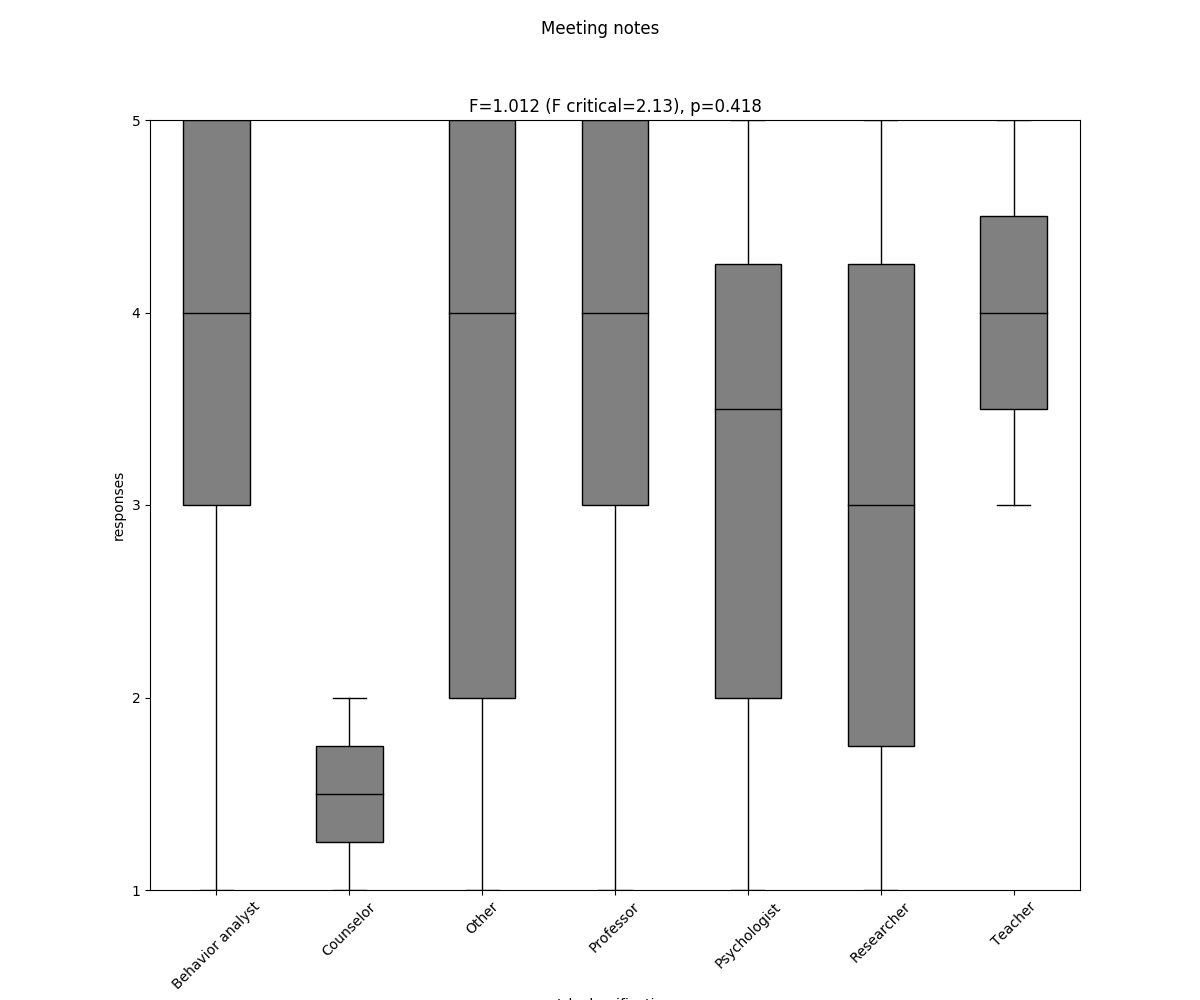 Meeting notes
F=1.012 (F critical=2.13), p=0.418
5
4
3
2
1
responses
Behavior analyst
Counselor
Other
Professor
Psychologist
Researcher
Teacher